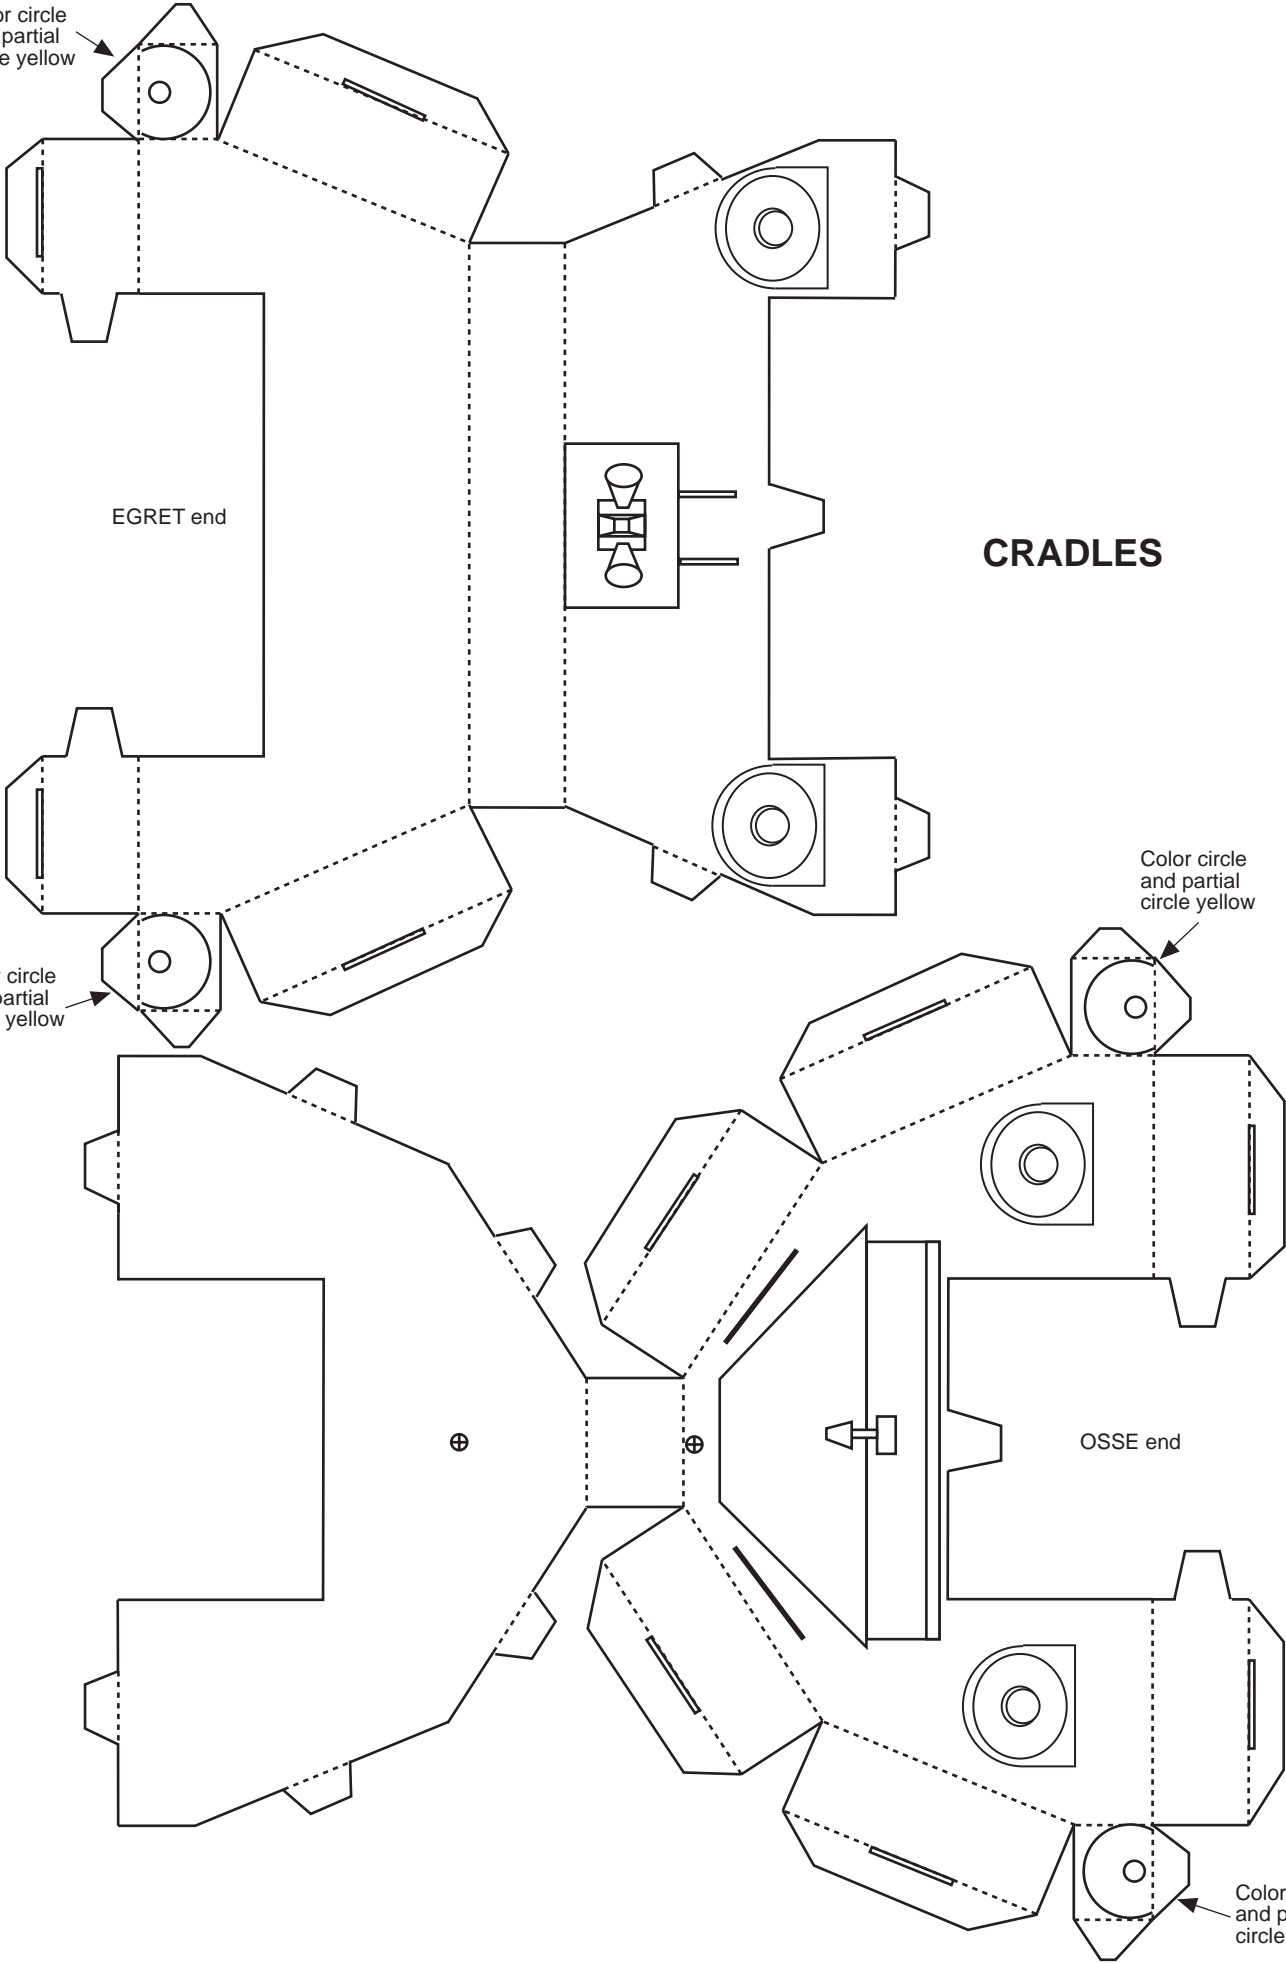 circle
partial
yellow
EGRET end
CRADLES
Color circle
and partial
circle yellow
circle
partial
yellow
OSSE end
Color
and
circle